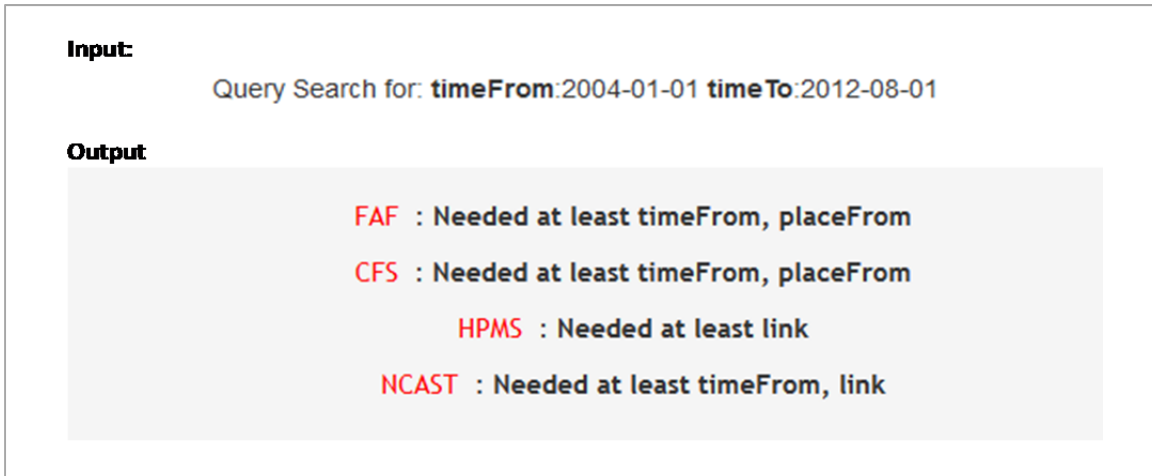 Input:
Query Search for: timeFrom:2004-01-01 timeTo:2012-08-01
Output
FAF : Needed at least timeFrom, placeFrom
CFS : Needed at least timeFrom, placeFrom
HPMS : Needed at least link
NCAST : Needed at least timeFrom, link